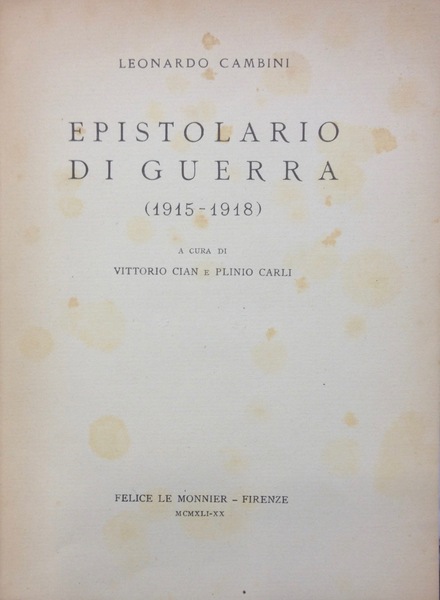 LEONARDO CAMBINI
EPISTOLARIO
DI GUERRA
(1915-1918)
A CURA DI
VITTORIO CIAN E PLINIO CARLI
FELICE LE MONNIER - FIRENZE
MCMXLI-XX